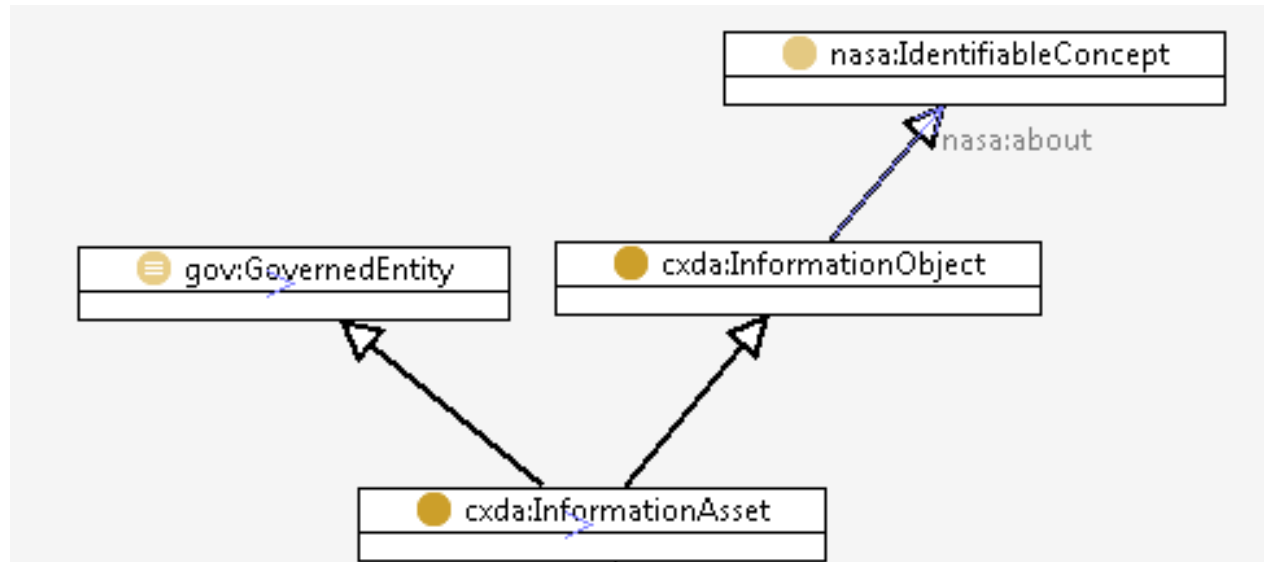 nasa:IdentifiableConcept
nasa:about
gov:GovernedEntity
cxda:InformationObject
cxda:InformationAsset